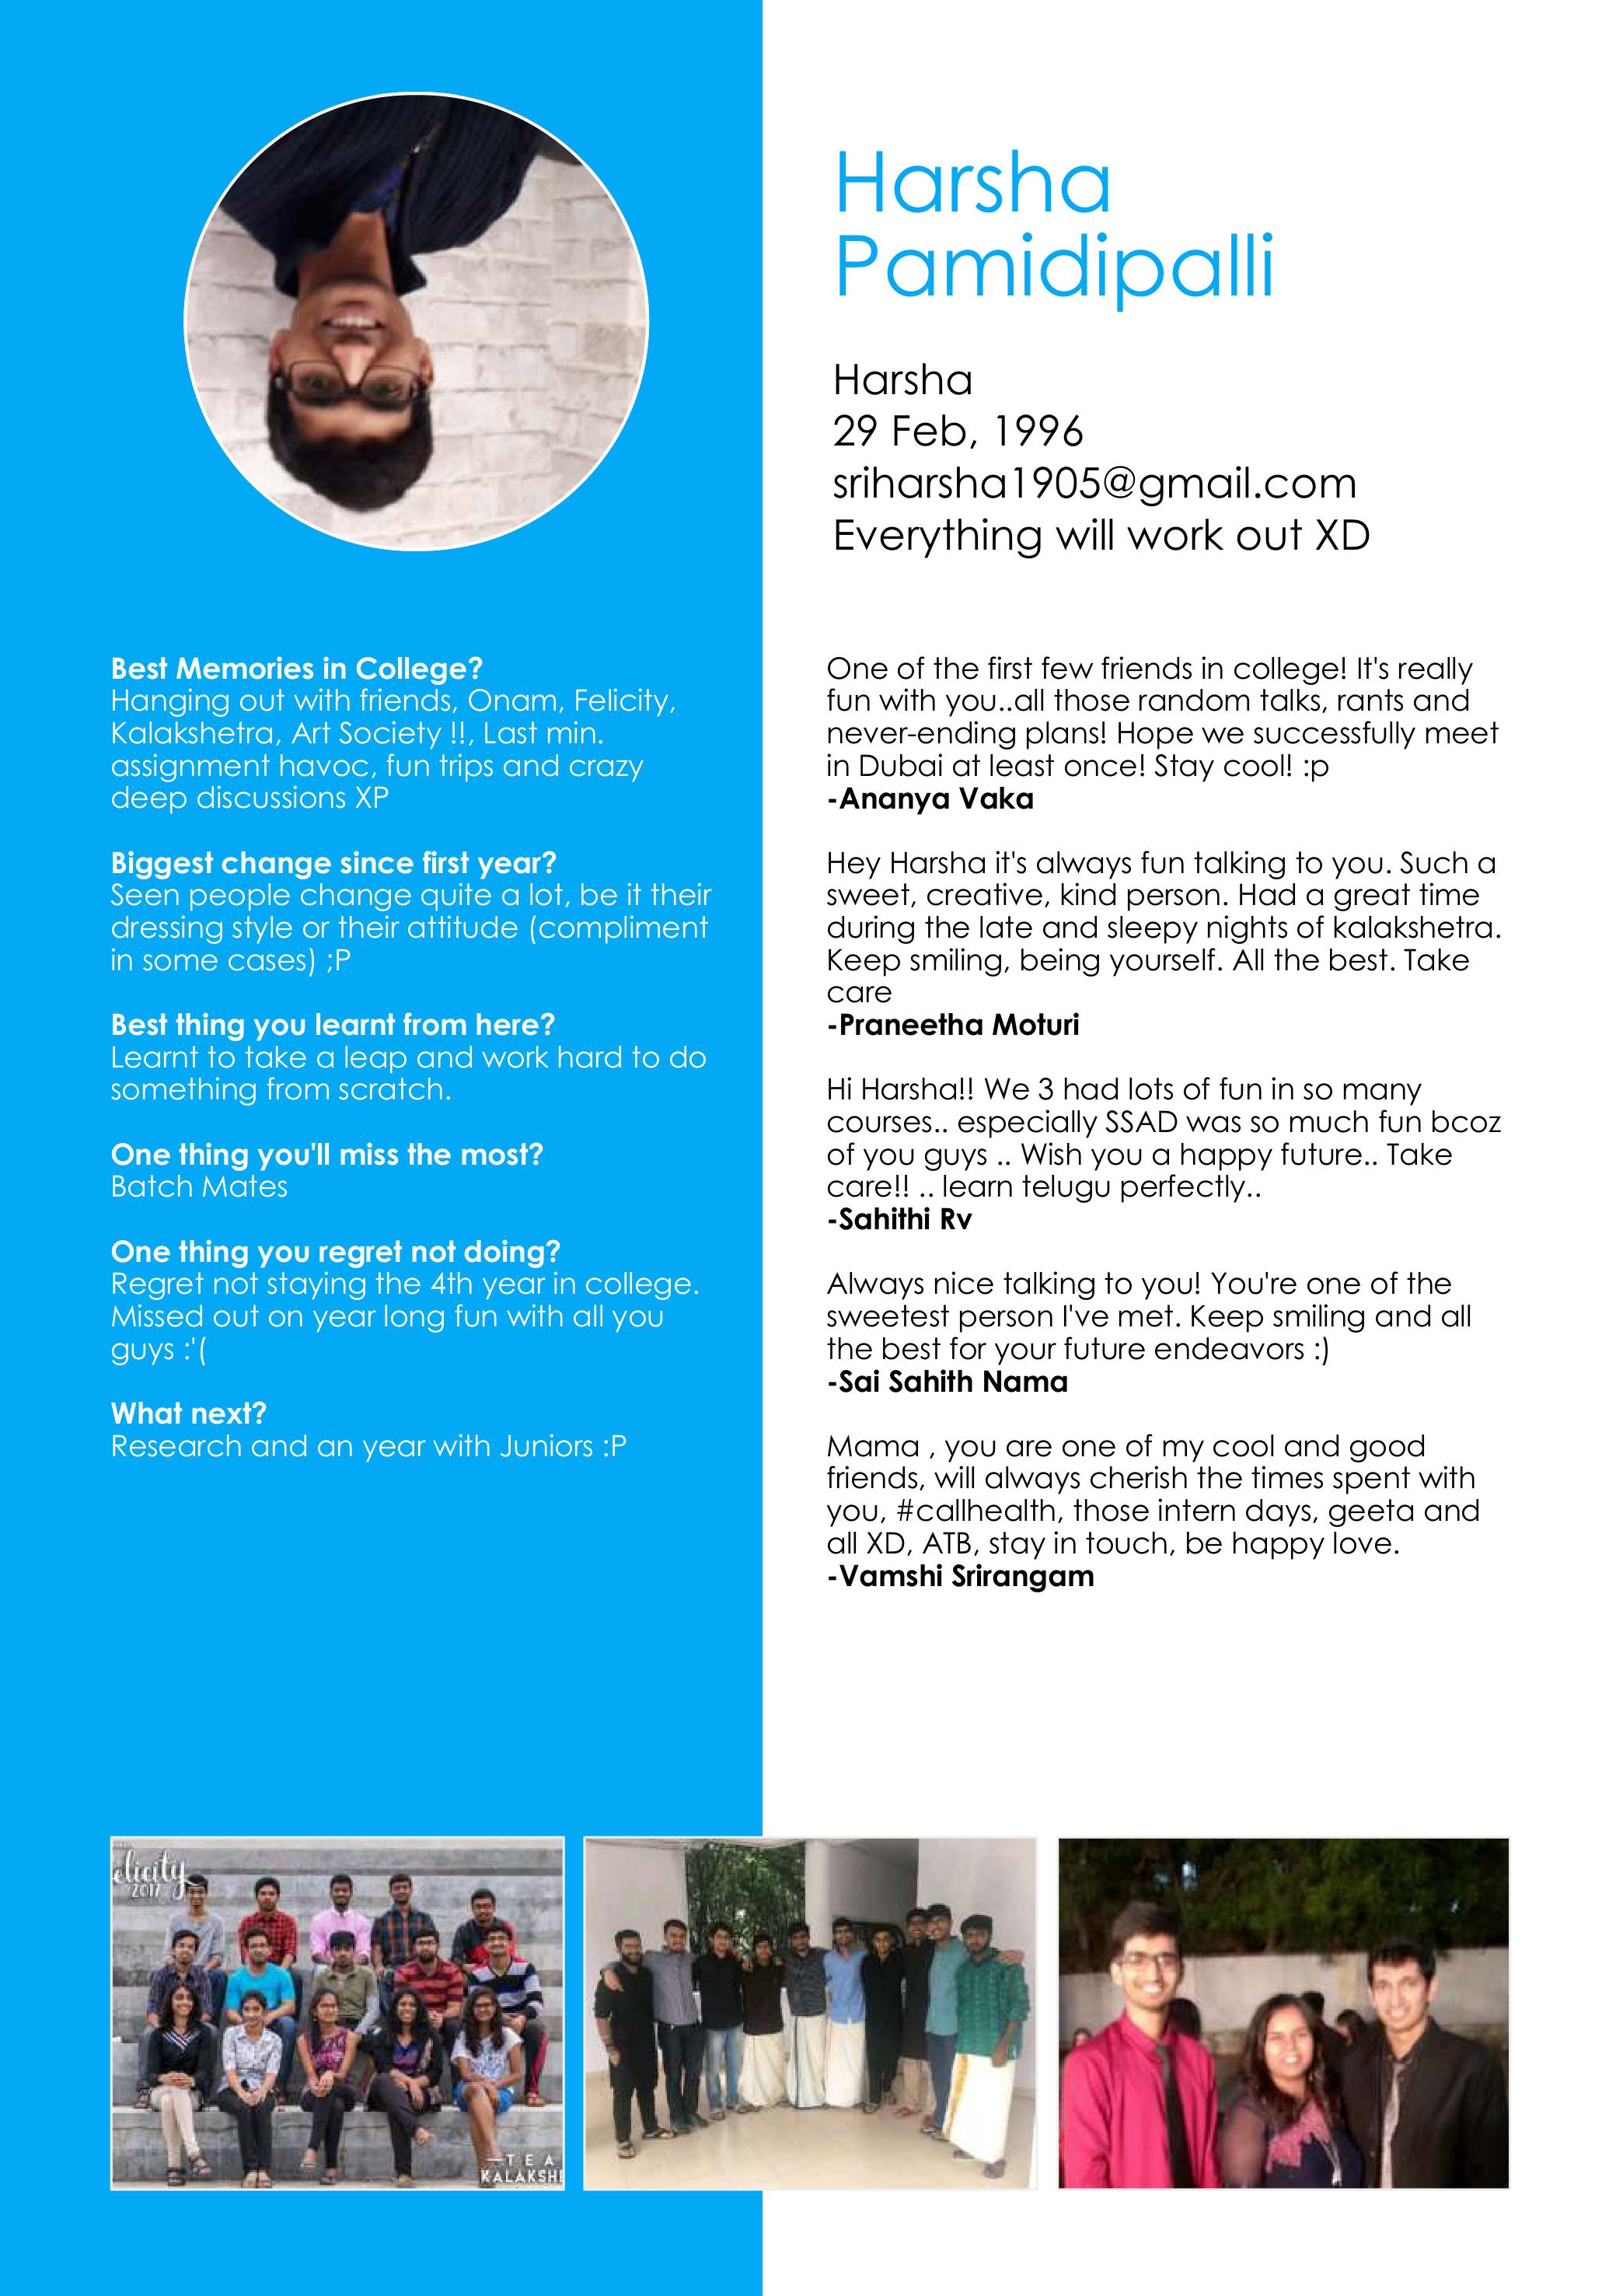 Harsha
Pamidipalli
Harsha
29 Feb, 1996
sriharsha1905@gmail.com
Everything will work out XD
Best Memories in College?
Hanging out with friends, Onam, Felicity,
Kalakshetra, Art Society !!, Last min.
assignment havoc, fun trips and crazy
deep discussions XP
Biggest change since first year?
Seen people change quite a lot, be it their
dressing style or their attitude (compliment
in some cases) ;P
Best thing you learnt from here?
Learnt to take a leap and work hard to do
something from scratch.
One thing you'll miss the most?
Batch Mates
One thing you regret not doing?
Regret not staying the 4th year in college.
Missed out on year long fun with all you
guys :'(
What next?
Research and an year with Juniors :P
One of the first few friends in college! It's really
fun with you..all those random talks, rants and
never-ending plans! Hope we successfully meet
in Dubai at least once! Stay cool! :p
-Ananya Vaka
Hey Harsha it's always fun talking to you. Such a
sweet, creative, kind person. Had a great time
during the late and sleepy nights of kalakshetra.
Keep smiling, being yourself. All the best. Take
care
-Praneetha Moturi
Hi Harsha!! We 3 had lots of fun in so many
courses.. especially SSAD was so much fun bcoz
of you guys .. Wish you a happy future.. Take
care!! .. learn telugu perfectly..
-Sahithi Rv
Always nice talking to you! You're one of the
sweetest person I've met. Keep smiling and all
the best for your future endeavors :)
-Sai Sahith Nama
Mama , you are one of my cool and good
friends, will always cherish the times spent with
you, #callhealth, those intern days, geeta and
all XD, ATB, stay in touch, be happy love.
-Vamshi Srirangam
elicity
2017
TEA
KALAKSHE